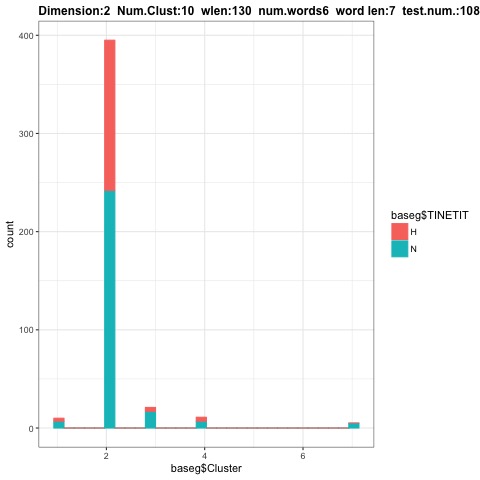 Dimension:2 Num.Clust:10 wlen:130 num.words6 word len:7 test.num.:108
400
300
200
100
0
count
2
4
6
baseg$Cluster
baseg$TINETIT
H
N